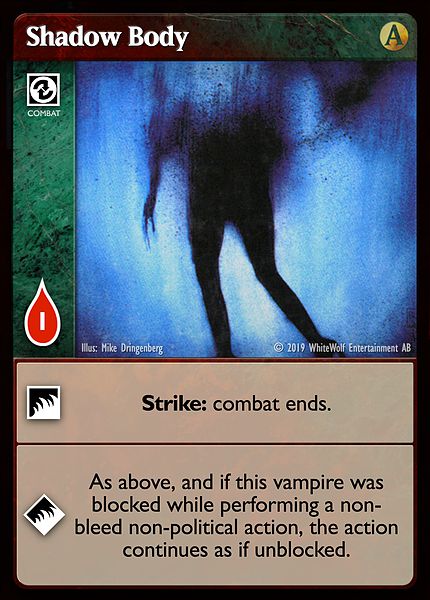 Shadow Body
A
COMBAT
1
Illus: Mike Dringenberg
© 2019 WhiteWolf Entertainment AB
Strike: combat ends.
As above, and if this vampire was
blocked while performing a non-
bleed non-political action, the action
continues as if unblocked.